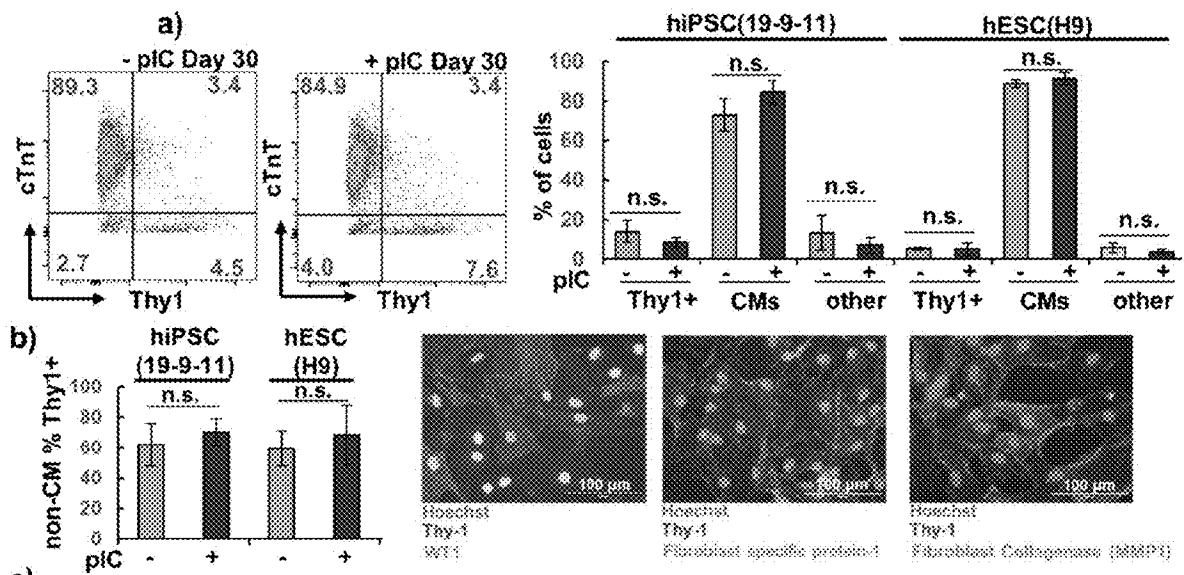 a)
- pIC Day 30
+ pIC Day 30
89.3
3.4
2.7
4.5
cTnT
Thy1
84.9
3.4
4.0
7.6
cTnT
Thy1
hiPSC(19-9-11)
hESC(H9)
% of cells
100
80
60
40
20
0
n.s.
n.s.
n.s.
n.s.
n.s.
n.s.
pIC
- + - + - + - + - + - +
Thy1+ CMs other Thy1+ CMs other
b)
hiPSC
(19-9-11)
hESC
(H9)
non-CM % Thy1+
100
80
60
40
20
0
n.s.
n.s.
pIC - + - +
100 µm
Hoechst
Thy-1
WT1
100 µm
Hoechst
Thy-1
Fibroblast specific protein-1
100 µm
Hoechst
Thy-1
Fibroblast Collagenase (MMP1)